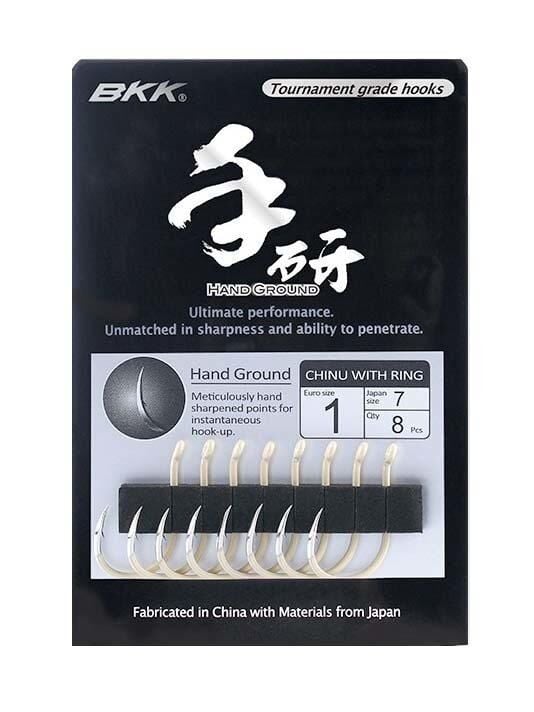 BKK®
Tournament grade hooks
手研
HAND GROUND
Ultimate performance.
Unmatched in sharpness and ability to penetrate.
Hand Ground
Meticulously hand
sharpened points for
instantaneous
hook-up.
CHINU WITH RING
Euro size
1
Japan
size 7
Qty
8 Pcs
Fabricated in China with Materials from Japan